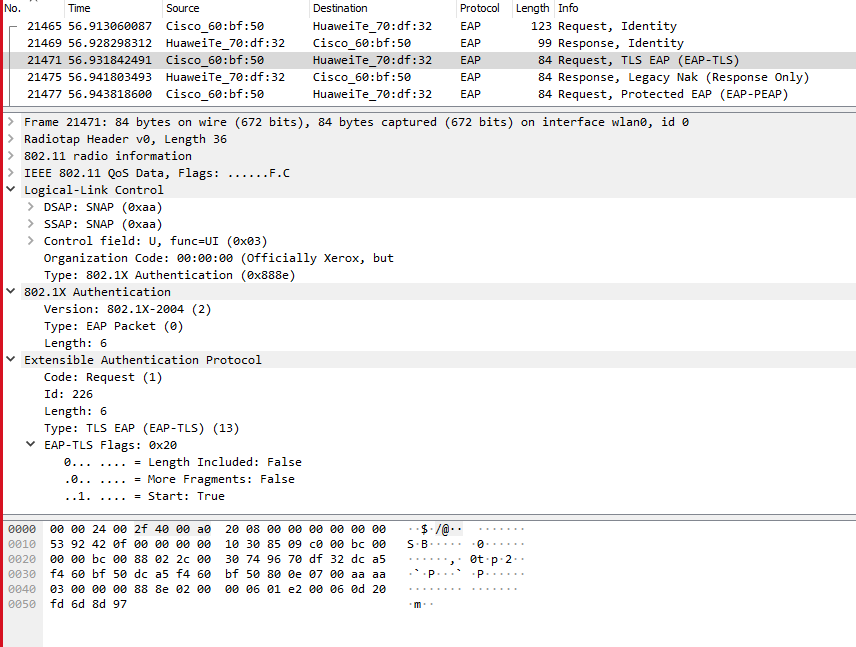 No. Time Source Destination Protocol Length Info
21465 56.913060087 Cisco_60:bf:50 HuaweiTe_70:df:32 EAP 123 Request, Identity
21469 56.928298312 HuaweiTe_70:df:32 Cisco_60:bf:50 EAP 99 Response, Identity
21471 56.931842491 Cisco_60:bf:50 HuaweiTe_70:df:32 EAP 84 Request, TLS EAP (EAP-TLS)
21475 56.941803493 HuaweiTe_70:df:32 Cisco_60:bf:50 EAP 84 Response, Legacy Nak (Response Only)
21477 56.943818600 Cisco_60:bf:50 HuaweiTe_70:df:32 EAP 84 Request, Protected EAP (EAP-PEAP)
Frame 21471: 84 bytes on wire (672 bits), 84 bytes captured (672 bits) on interface wlan0, id 0
Radiotap Header v0, Length 36
802.11 radio information
IEEE 802.11 QoS Data, Flags: ......F.C
Logical-Link Control
DSAP: SNAP (0xaa)
SSAP: SNAP (0xaa)
Control field: U, func=UI (0x03)
Organization Code: 00:00:00 (Officially Xerox, but
Type: 802.1X Authentication (0x888e)
802.1X Authentication
Version: 802.1X-2004 (2)
Type: EAP Packet (0)
Length: 6
Extensible Authentication Protocol
Code: Request (1)
Id: 226
Length: 6
Type: TLS EAP (EAP-TLS) (13)
EAP-TLS Flags: 0x20
0... .... = Length Included: False
.0.. .... = More Fragments: False
..1. .... = Start: True
0000 00 00 24 00 2f 40 00 a0 20 08 00 00 00 00 00 00 ··$·/@·· ·······
0010 53 92 42 0f 00 00 00 00 10 30 85 09 c0 00 bc 00 S·B····· ·0······
0020 00 00 bc 00 88 02 2c 00 30 74 96 70 df 32 dc a5 ······,· 0t·p·2··
0030 f4 60 bf 50 dc a5 f4 60 bf 50 80 0e 07 00 aa aa ·`·P···` ·P······
0040 03 00 00 00 88 8e 02 00 00 06 01 e2 00 06 0d 20 ········ ·······
0050 fd 6d 8d 97 ·m··